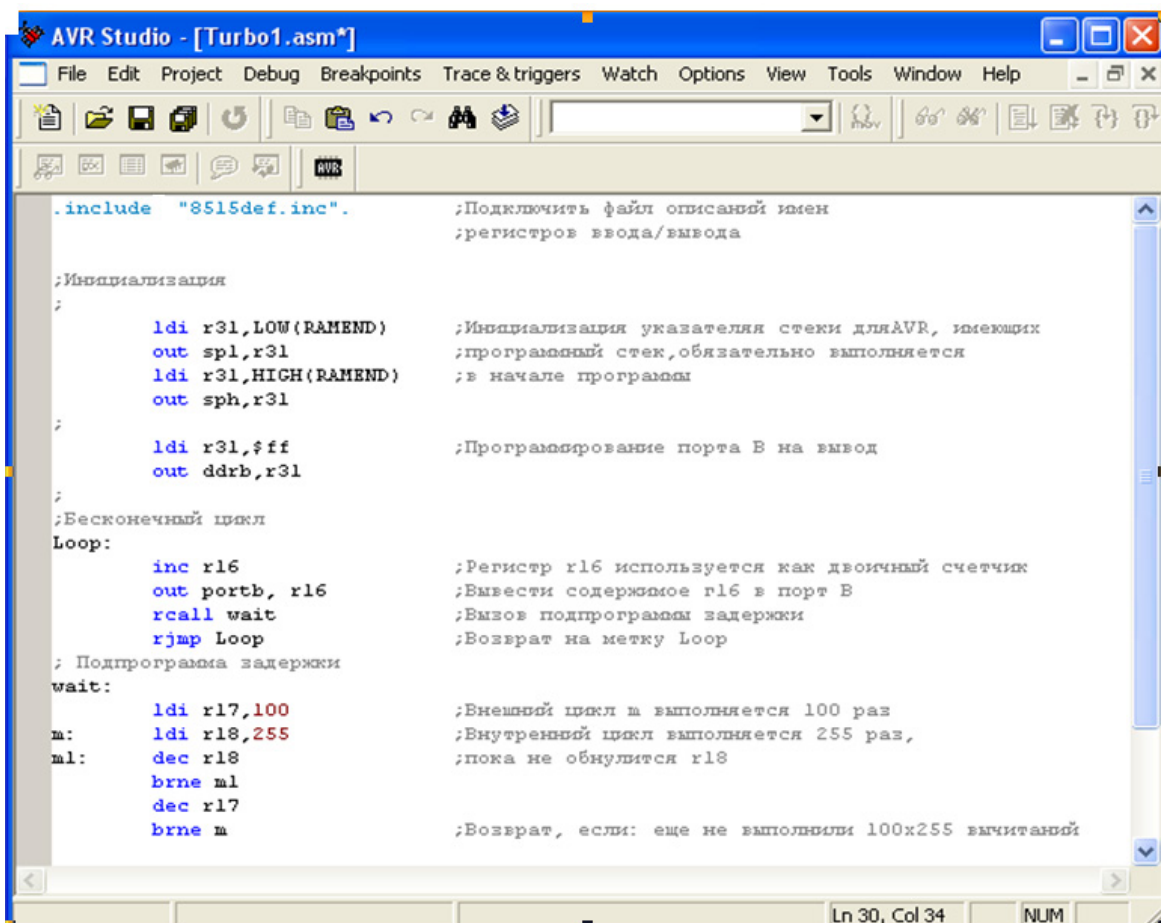 AVR Studio - [Turbo1.asm*]
File Edit Project Debug Breakpoints Trace & triggers Watch Options View Tools Window Help
AVR
.include "8515def.inc". ;Подключить файл описаний имен
;регистров ввода/вывода
;Инициализация
;
ldi r31,LOW(RAMEND) ;Инициализация указателя стеки дляAVR, имеющих
out spl,r31 ;программный стек,обязательно выполняется
ldi r31,HIGH(RAMEND) ;в начале программы
out sph,r31
;
ldi r31,$ff ;Программирование порта В на вывод
out ddrb,r31
;
;Бесконечный цикл
Loop:
inc r16 ;Регистр r16 используется как двоичный счетчик
out portb, r16 ;Вывести содержимое r16 в порт В
rcall wait ;Вызов подпрограммы задержки
rjmp Loop ;Возврат на метку Loop
; Подпрограмма задержки
wait:
ldi r17,100 ;Внешний цикл m выполняется 100 раз
m: ldi r18,255 ;Внутренний цикл выполняется 255 раз,
m1: dec r18 ;пока не обнулится r18
brne m1
dec r17
brne m ;Возврат, если: еще не выполнили 100x255 вычитаний
Ln 30, Col 34 NUM